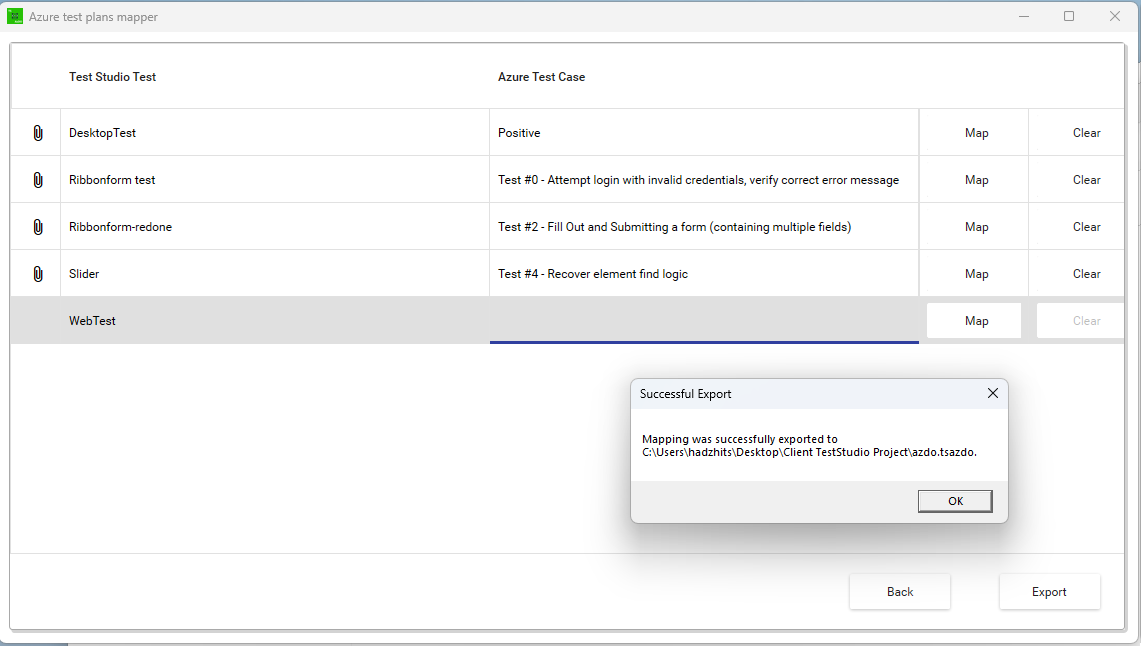 Azure test plans mapper
Test Studio Test Azure Test Case
DesktopTest Positive Map Clear
Ribbonform test Test #0 - Attempt login with invalid credentials, verify correct error message Map Clear
Ribbonform-redone Test #2 - Fill Out and Submitting a form (containing multiple fields) Map Clear
Slider Test #4 - Recover element find logic Map Clear
WebTest Map Clear
Successful Export
Mapping was successfully exported to
C:\Users\hadzhits\Desktop\Client TestStudio Project\azdo.tsazdo.
OK
Back Export